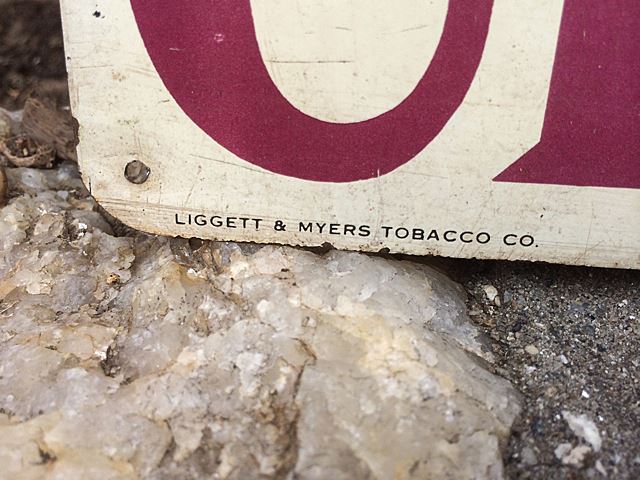 LIGGETT & MYERS TOBACCO CO.